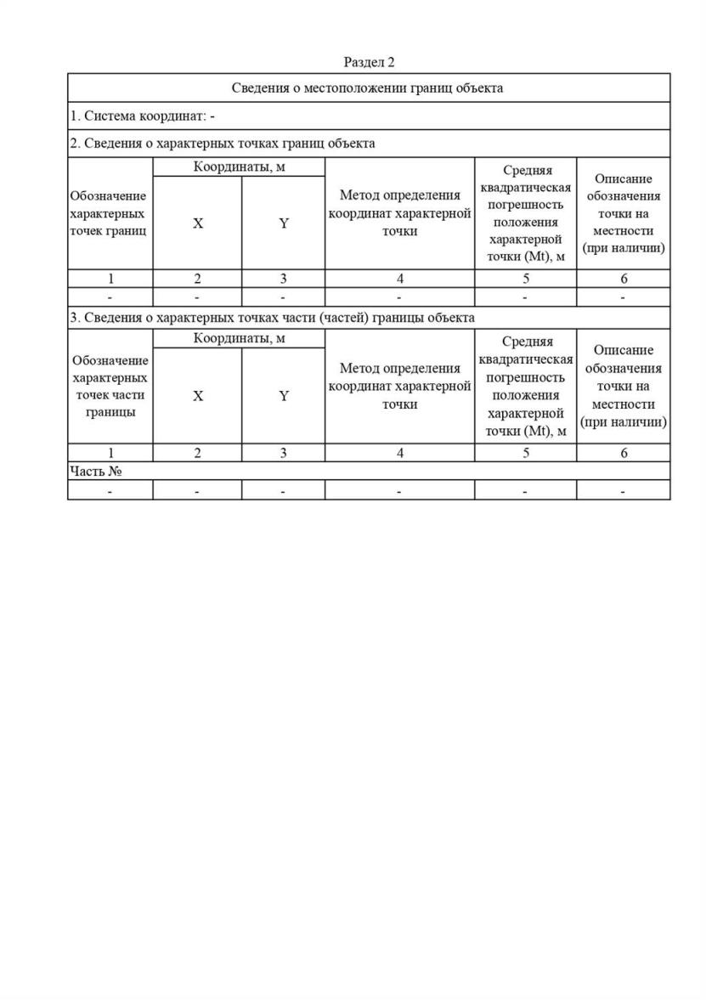 Раздел 2
Сведения о местоположении границ объекта
1. Система координат: -
2. Сведения о характерных точках границ объекта
Обозначение
характерных
точек границ
Координаты, м
X
Y
Метод определения
координат характерной
точки
Средняя
квадратическая
погрешность
положения
характерной
точки (Mt), м
Описание
обозначения
точки на
местности
(при наличии)
1 2 3 4 5 6
- - - - - -
3. Сведения о характерных точках части (частей) границы объекта
Обозначение
характерных
точек части
границы
Координаты, м
X
Y
Метод определения
координат характерной
точки
Средняя
квадратическая
погрешность
положения
характерной
точки (Mt), м
Описание
обозначения
точки на
местности
(при наличии)
1 2 3 4 5 6
Часть №
- - - - - -